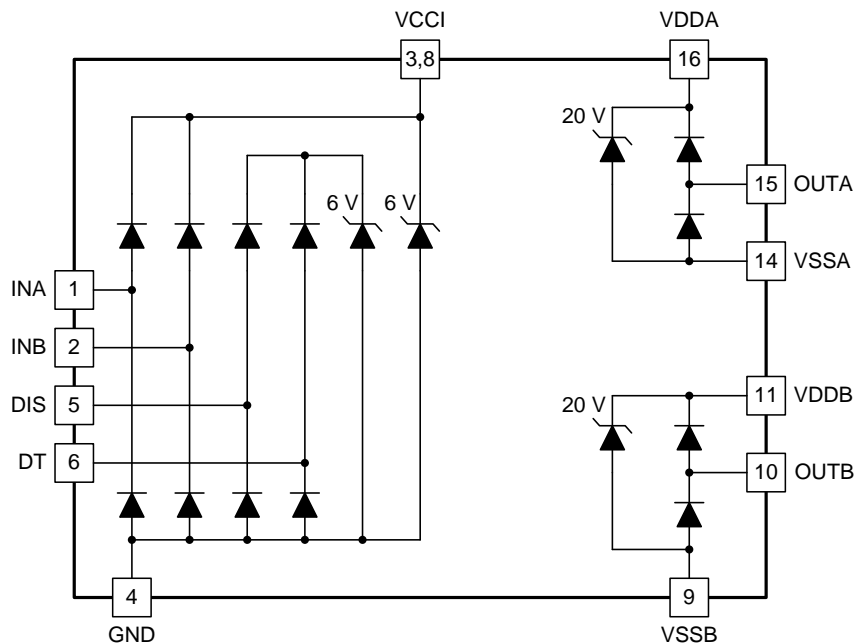 VCCI
VDDA
3,8
16
20 V
15 OUTA
6 V 6 V
14 VSSA
INA 1
INB 2
DIS 5
20 V
11 VDDB
DT 6
10 OUTB
4
9
GND
VSSB